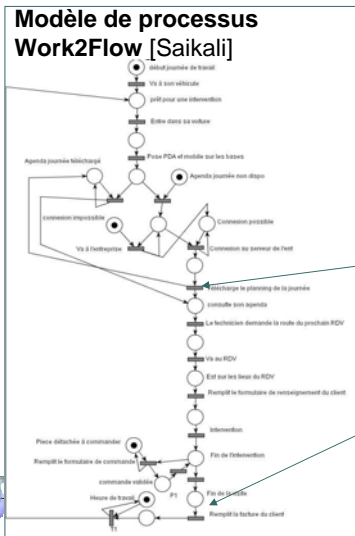 Modèle de processus
Work2Flow [Saikali]
début journée de travail
Va à son véhicule
prêt pour une intervention
Entre dans sa voiture
Pose PDA et mobile sur les bases
Agenda journée téléchargé
Agenda journée non dispo
connexion impossible
Connexion possible
Va à l'entreprise
Connexion au serveur de l'ent
Télécharge le planning de la journée
consulte son agenda
Le technicien demande la route du prochain RDV
Va au RDV
Est sur les lieux du RDV
Remplit le formulaire de renseignement du client
Intervention
Piece détachée à commander
Remplit le formulaire de commande
Fin de l'intervention
commande validée
P1
Heure de travail
Fin de la visite
Remplit la facture du client
T1